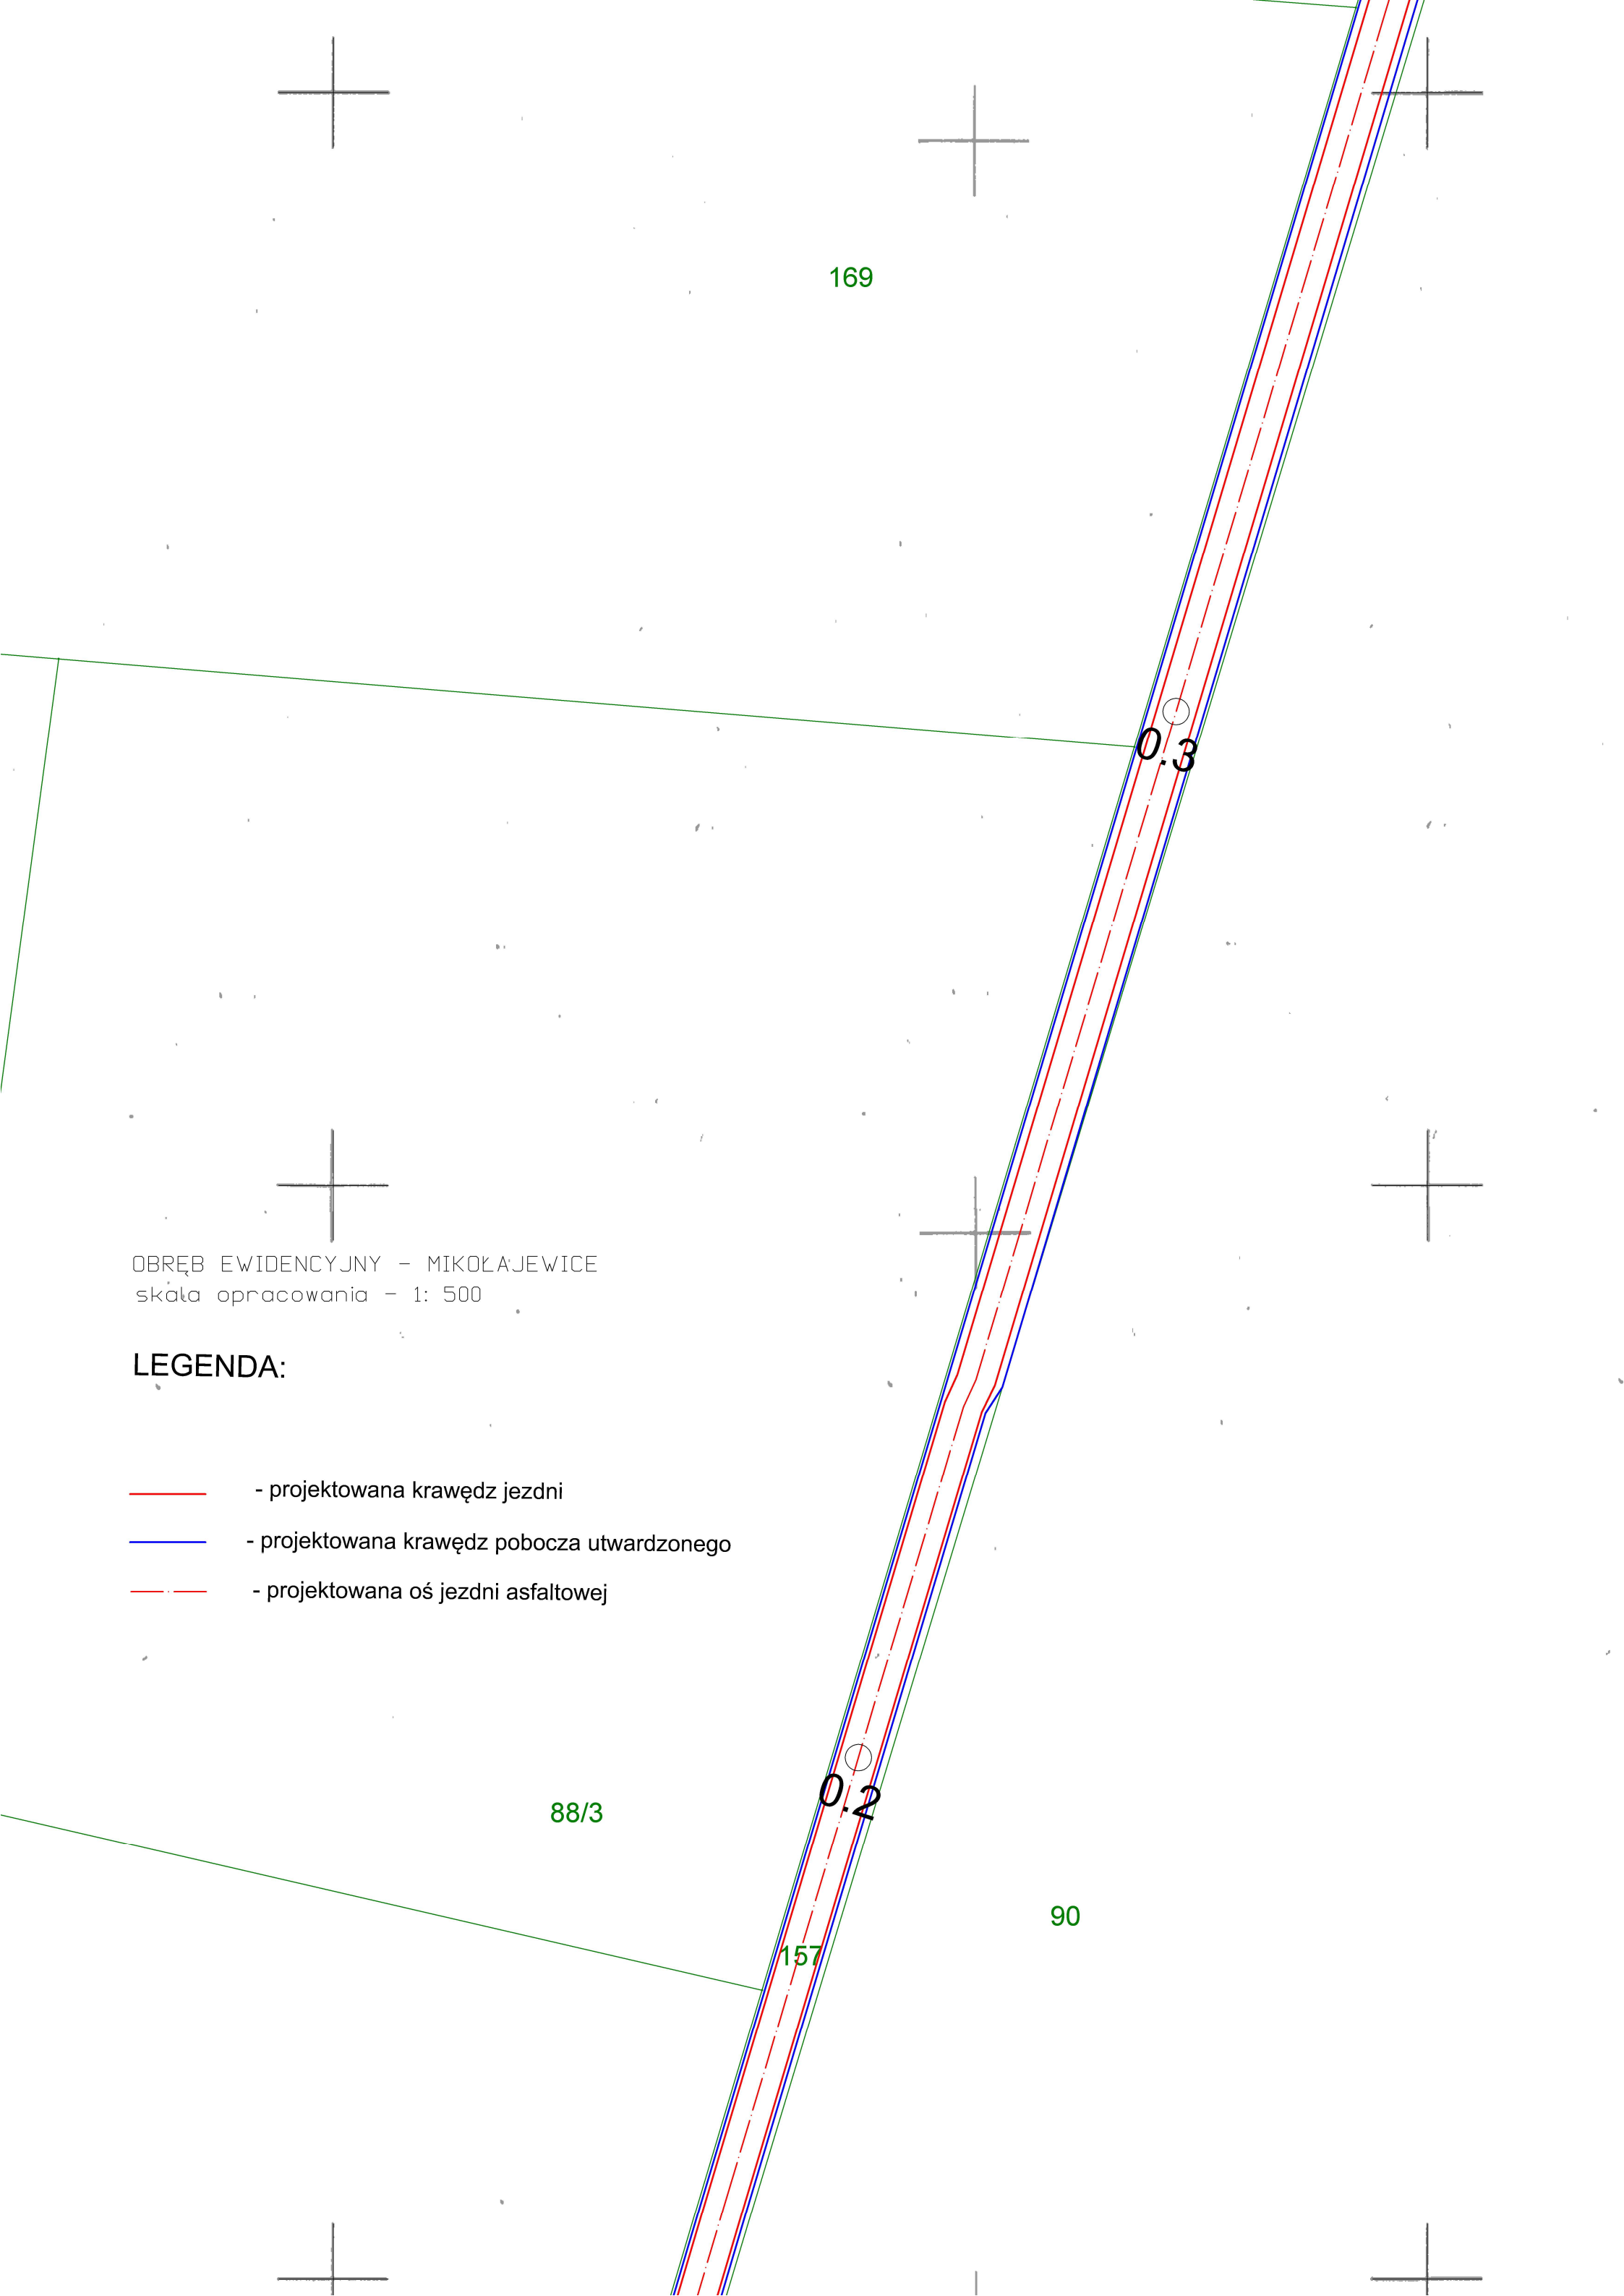 169
0.3
OBRĘB EWIDENCYJNY - MIKOŁAJEWICE
skala opracowania - 1: 500
LEGENDA:
- projektowana krawędz jezdni
- projektowana krawędz pobocza utwardzonego
- projektowana oś jezdni asfaltowej
0.2
88/3
90
157